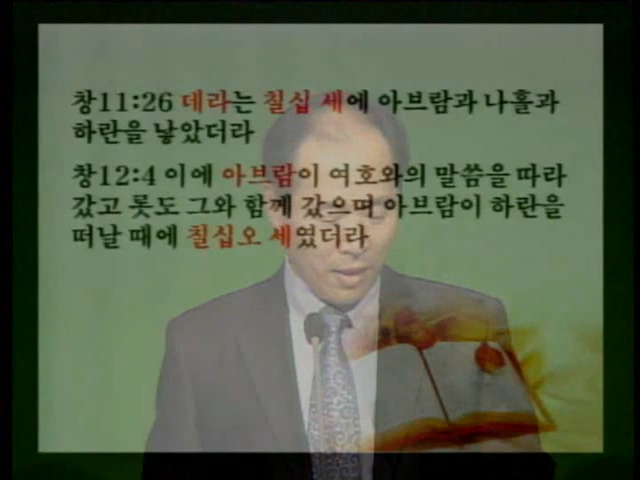 창11:26 데라는 칠십 세에 아브람과 나홀과
하란을 낳았더라
창12:4 이에 아브람이 여호와의 말씀을 따라
갔고 롯도 그와 함께 갔으며 아브람이 하란을
떠날 때에 칠십오 세였더라